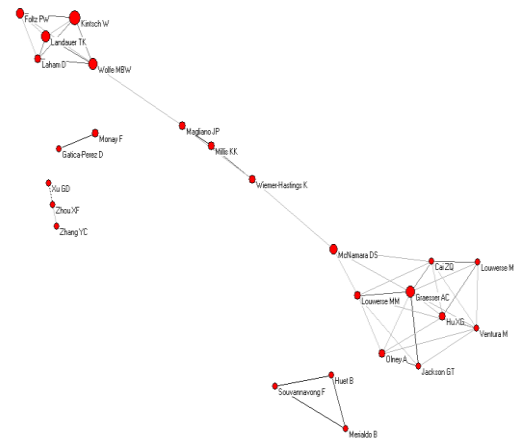 Foltz PW
Kintsch W
Landauer TK
Laham D
Wolfe MBW
Magliano JP
Monay F
Millis KK
Gatica-Perez D
Wiemer-Hastings K
Xu GD
Zhou XF
Zhang YC
McNamara DS
Cai ZQ
Louwerse M
Louwerse MM
Graesser AC
Hu XG
Ventura M
Olney A
Jackson GT
Huet B
Souvannavong F
Merialdo B